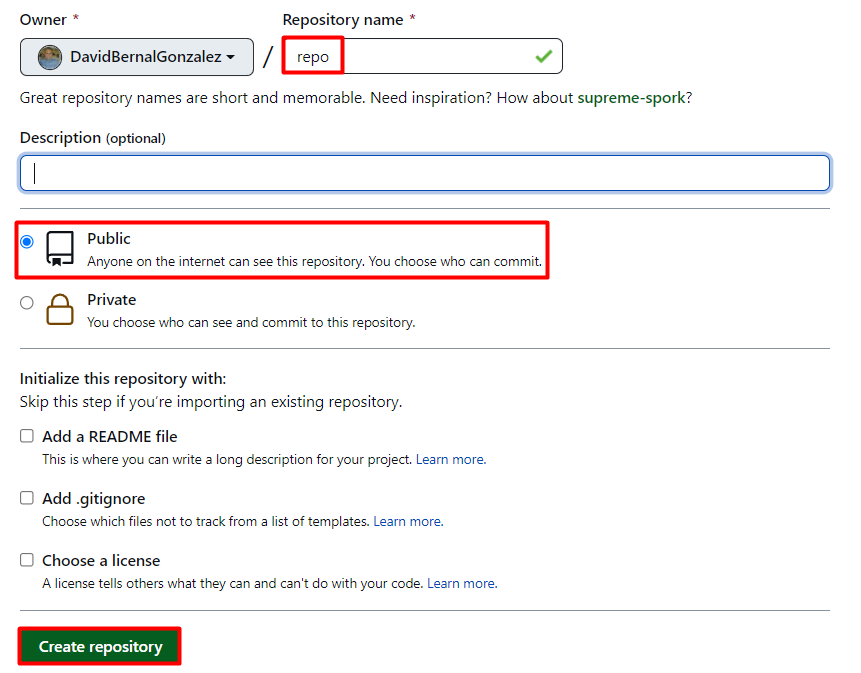 Owner * Repository name *
DavidBernalGonzalez / repo
Great repository names are short and memorable. Need inspiration? How about supreme-spork?
Description (optional)
Public
Anyone on the internet can see this repository. You choose who can commit.
Private
You choose who can see and commit to this repository.
Initialize this repository with:
Skip this step if you’re importing an existing repository.
Add a README file
This is where you can write a long description for your project. Learn more.
Add .gitignore
Choose which files not to track from a list of templates. Learn more.
Choose a license
A license tells others what they can and can't do with your code. Learn more.
Create repository